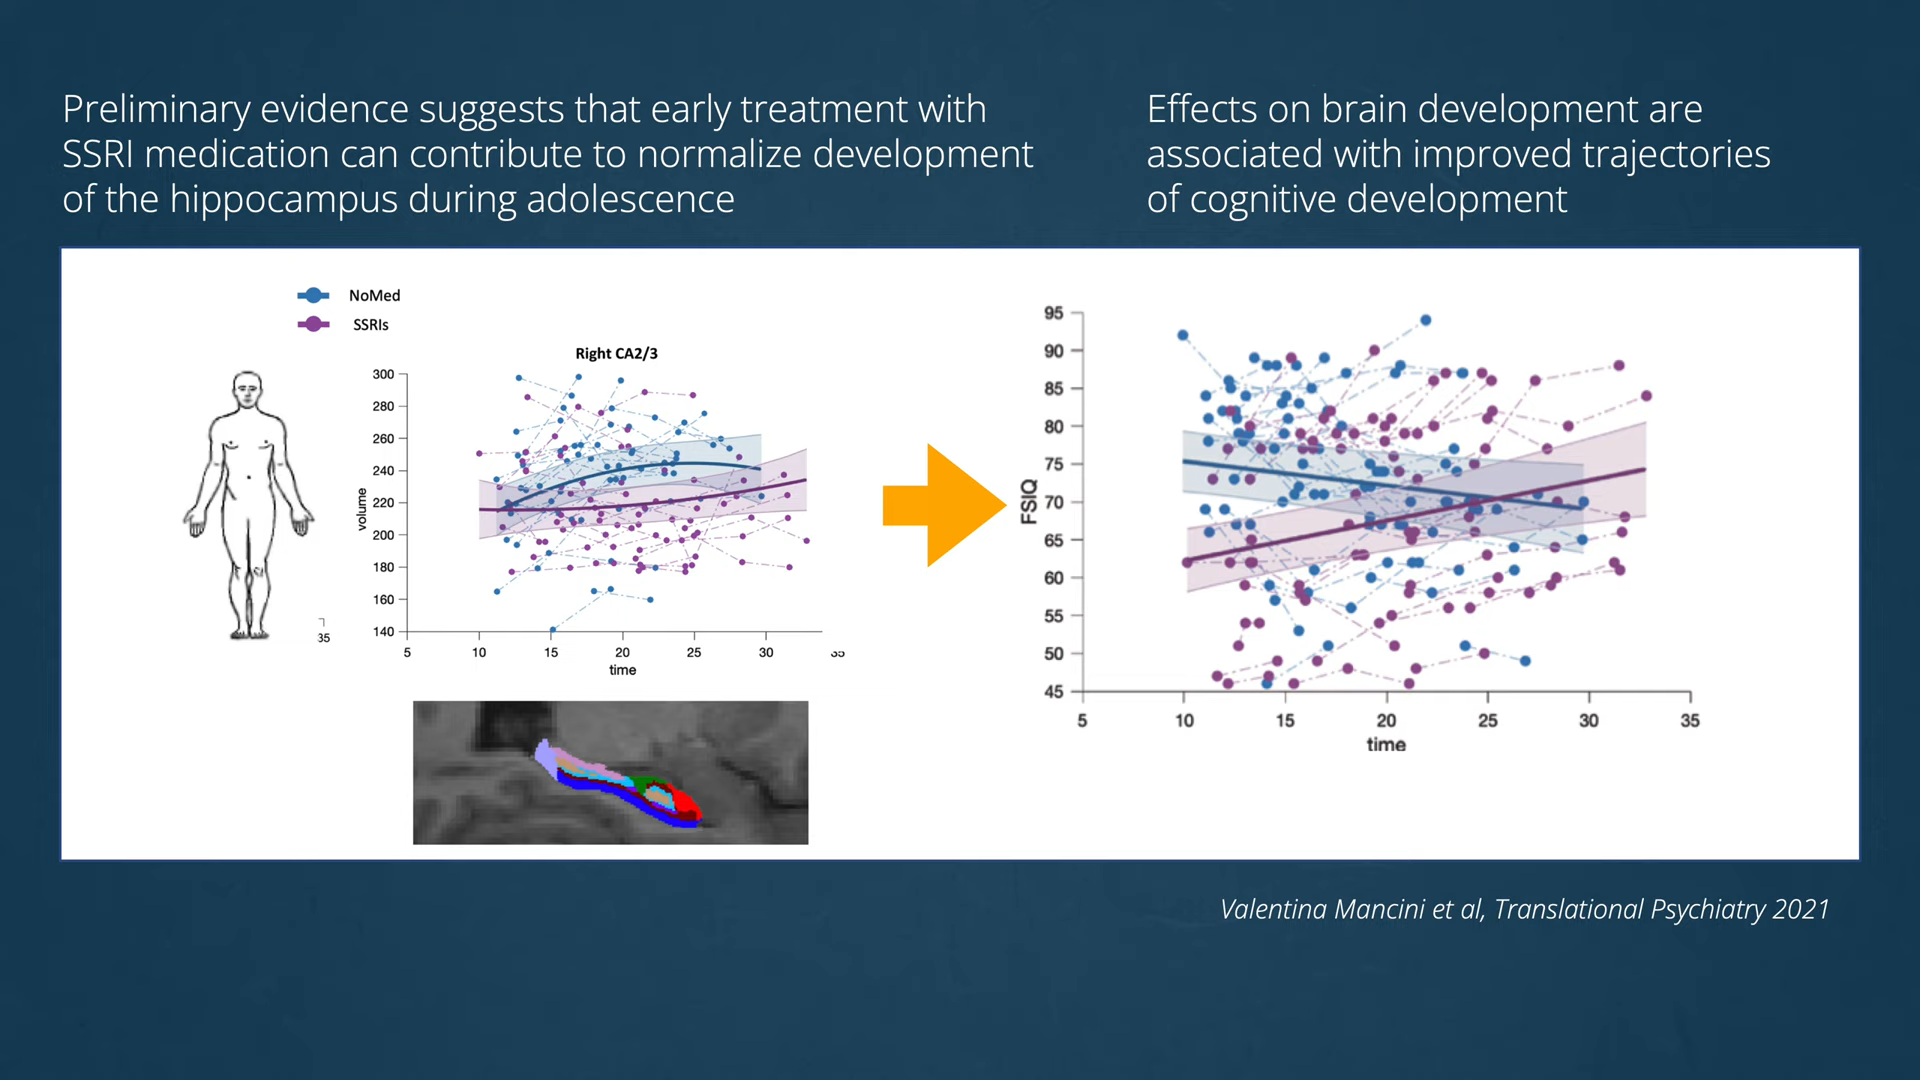 Preliminary evidence suggests that early treatment with
SSRI medication can contribute to normalize development
of the hippocampus during adolescence
Effects on brain development are
associated with improved trajectories
of cognitive development
NoMed
SSRIs
35
Right CA2/3
volume
300
280
260
240
220
200
180
160
140
5 10 15 20 25 30
time
FSIQ
95
90
85
80
75
70
65
60
55
50
45
5 10 15 20 25 30 35
time
Valentina Mancini et al, Translational Psychiatry 2021